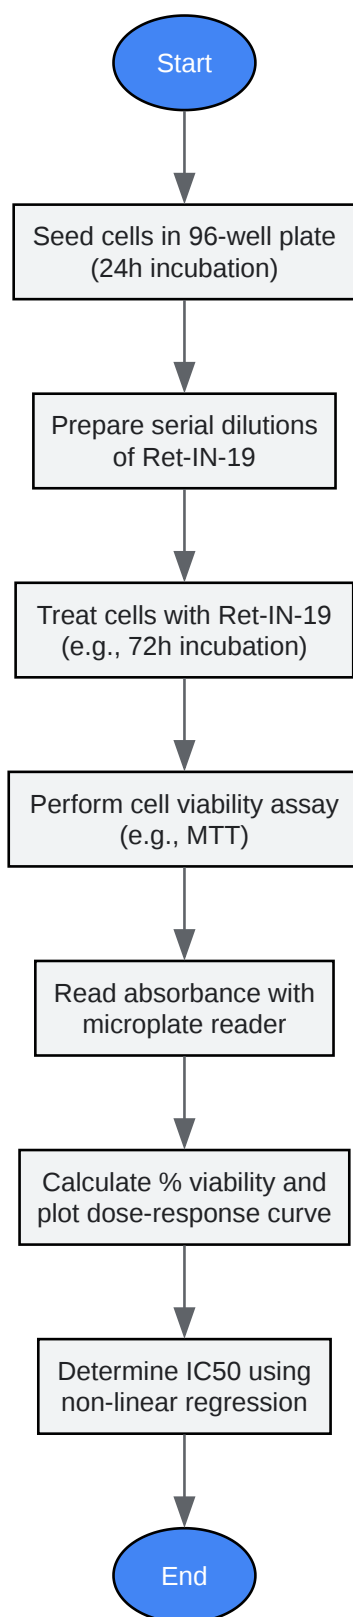 Start
Seed cells in 96-well plate
(24h incubation)
Prepare serial dilutions
of Ret-IN-19
Treat cells with Ret-IN-19
(e.g., 72h incubation)
Perform cell viability assay
(e.g., MTT)
Read absorbance with
microplate reader
Calculate % viability and
plot dose-response curve
Determine IC50 using
non-linear regression
End